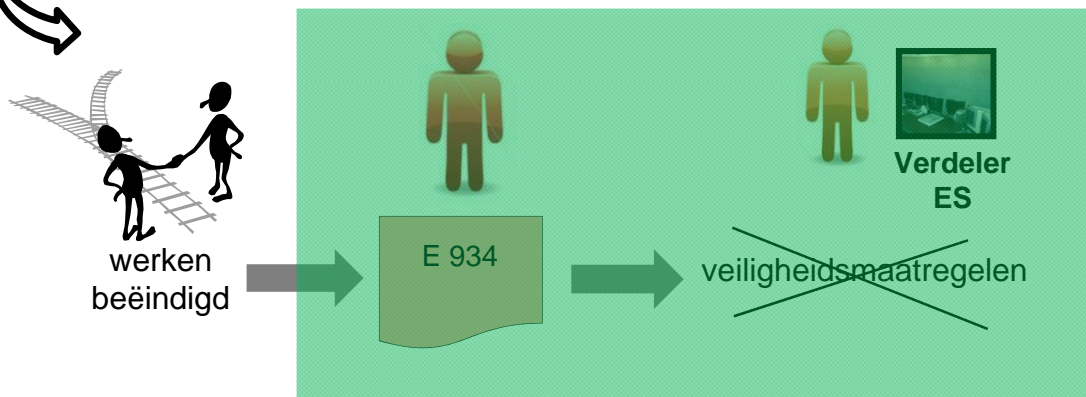 Verdeler
ES
werken
beëindigd
E 934
veiligheidsmaatregelen